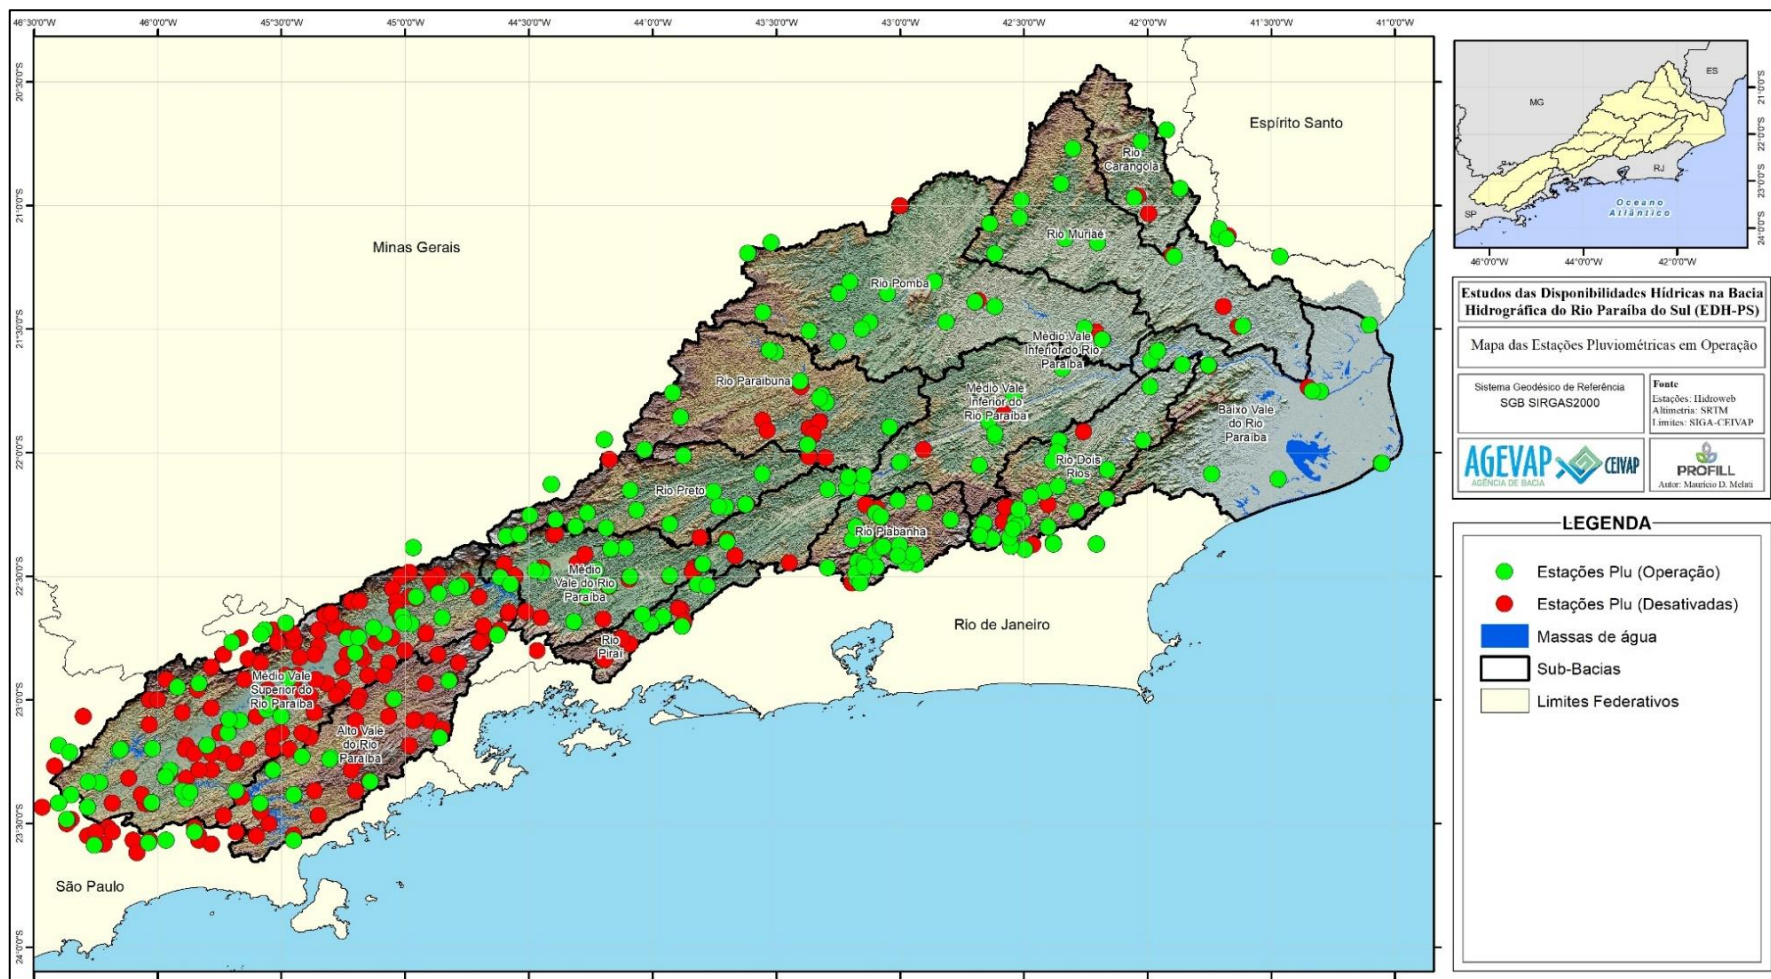 46°30'0"W 46°0'0"W 45°30'0"W 45°0'0"W 44°30'0"W 44°0'0"W 43°30'0"W 43°0'0"W 42°30'0"W 42°0'0"W 41°30'0"W 41°0'0"W
20°30'0"S
21°0'0"S
21°30'0"S
22°0'0"S
22°30'0"S
21°0'0"S
21°30'0"S
24°0'0"S
Espírito Santo
Minas Gerais
Rio de Janeiro
São Paulo
Rio
Carangola
Rio Muriaé
Rio Pomba
Médio Vale
Inferior do Rio
Paraíba
Rio Paraibuna
Médio Vale
Inferior do
Rio Paraíba
Baixo Vale
do Rio
Paraíba
Rio Dois
Rios
Rio Preto
Rio Piabanha
Médio
Vale do Rio
Paraíba
Rio
Piraí
Médio Vale
Superior do
Rio Paraíba
Alto Vale
do Rio
Paraíba
ES
MG
RJ
SP
Oceano
Atlântico
21°0'0"S
22°0'0"S
23°0'0"S
24°0'0"S
46°0'0"W 44°0'0"W 42°0'0"W
Estudos das Disponibilidades Hídricas na Bacia
Hidrográfica do Rio Paraíba do Sul (EDH-PS)
Mapa das Estações Pluviométricas em Operação
Sistema Geodésico de Referência
SGB SIRGAS2000
Fonte
Estações: Hidroweb
Altimetria: SRTM
Limites: SIGA-CEIVAP
AGEVAP
AGÊNCIA DE BACIA
CEIVAP
PROFILL
Autor: Maurício D. Melati
LEGENDA
Estações Plu (Operação)
Estações Plu (Desativadas)
Massas de água
Sub-Bacias
Limites Federativos